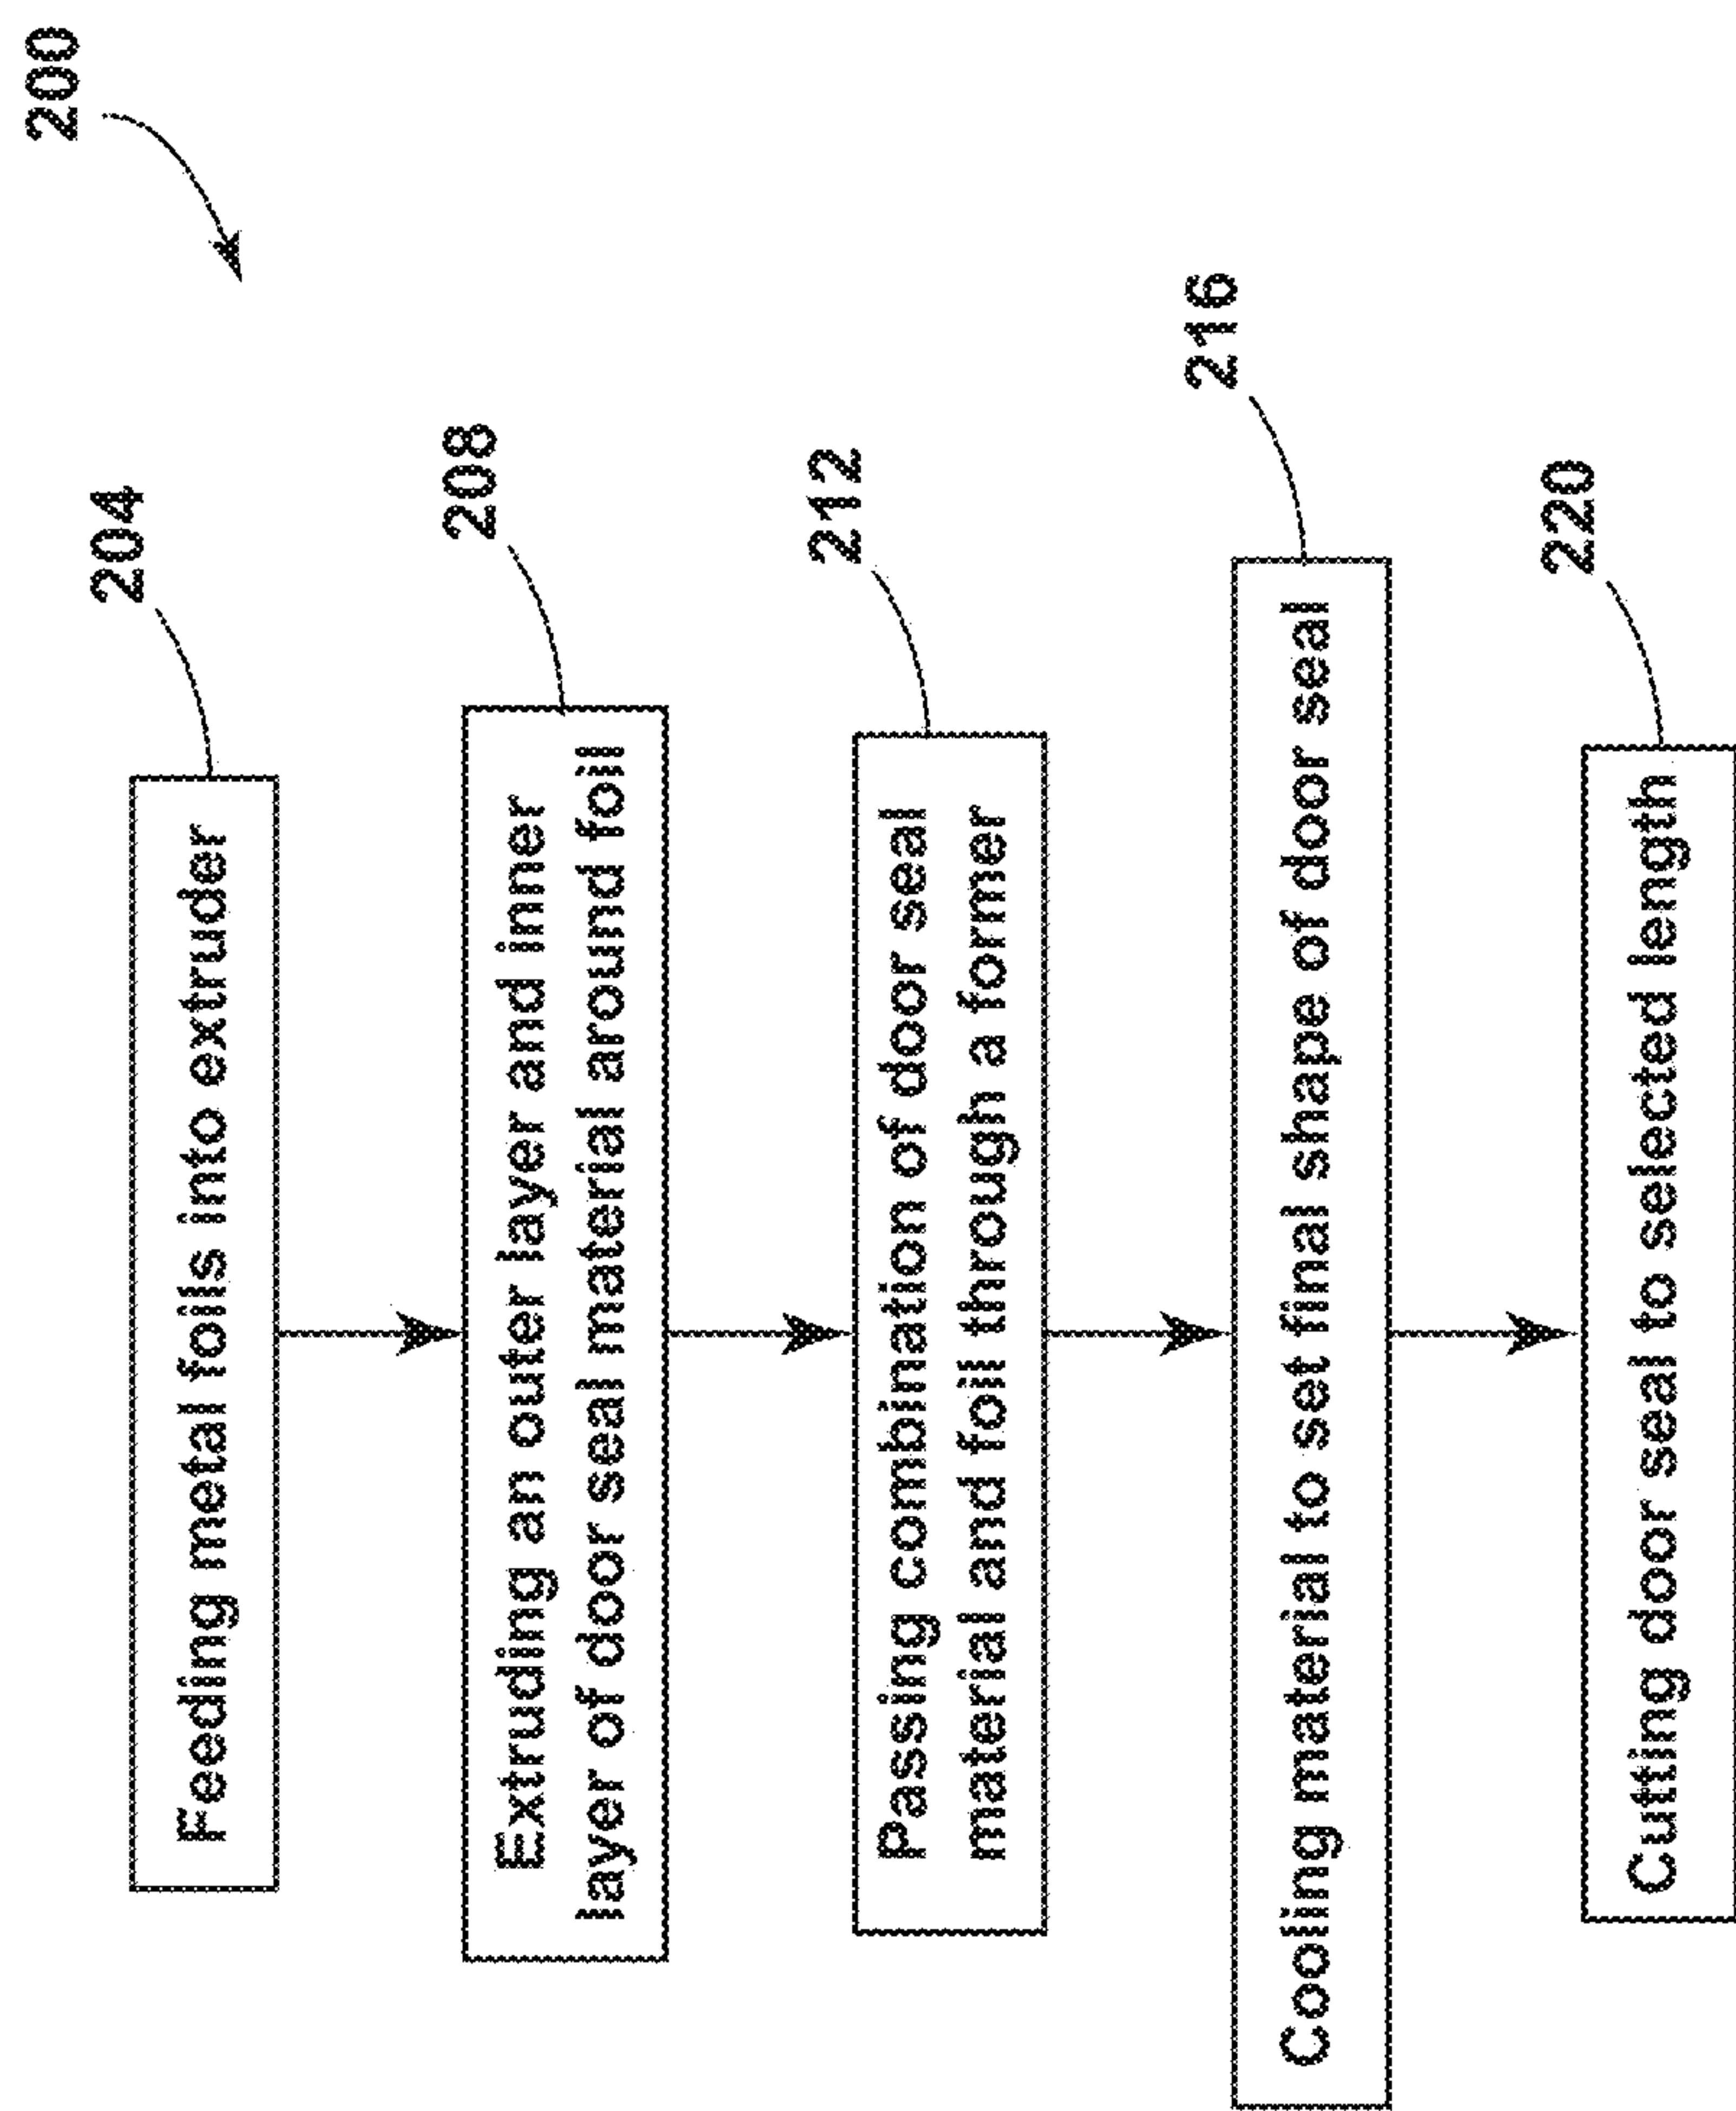 200
204
Feeding metal foils into extruder
208
Extruding an outer layer and inner
layer of door seal material around foil
212
Passing combination of door seal
material and foil through a former
216
Cooling material to set final shape of door seal
220
Cutting door seal to selected length